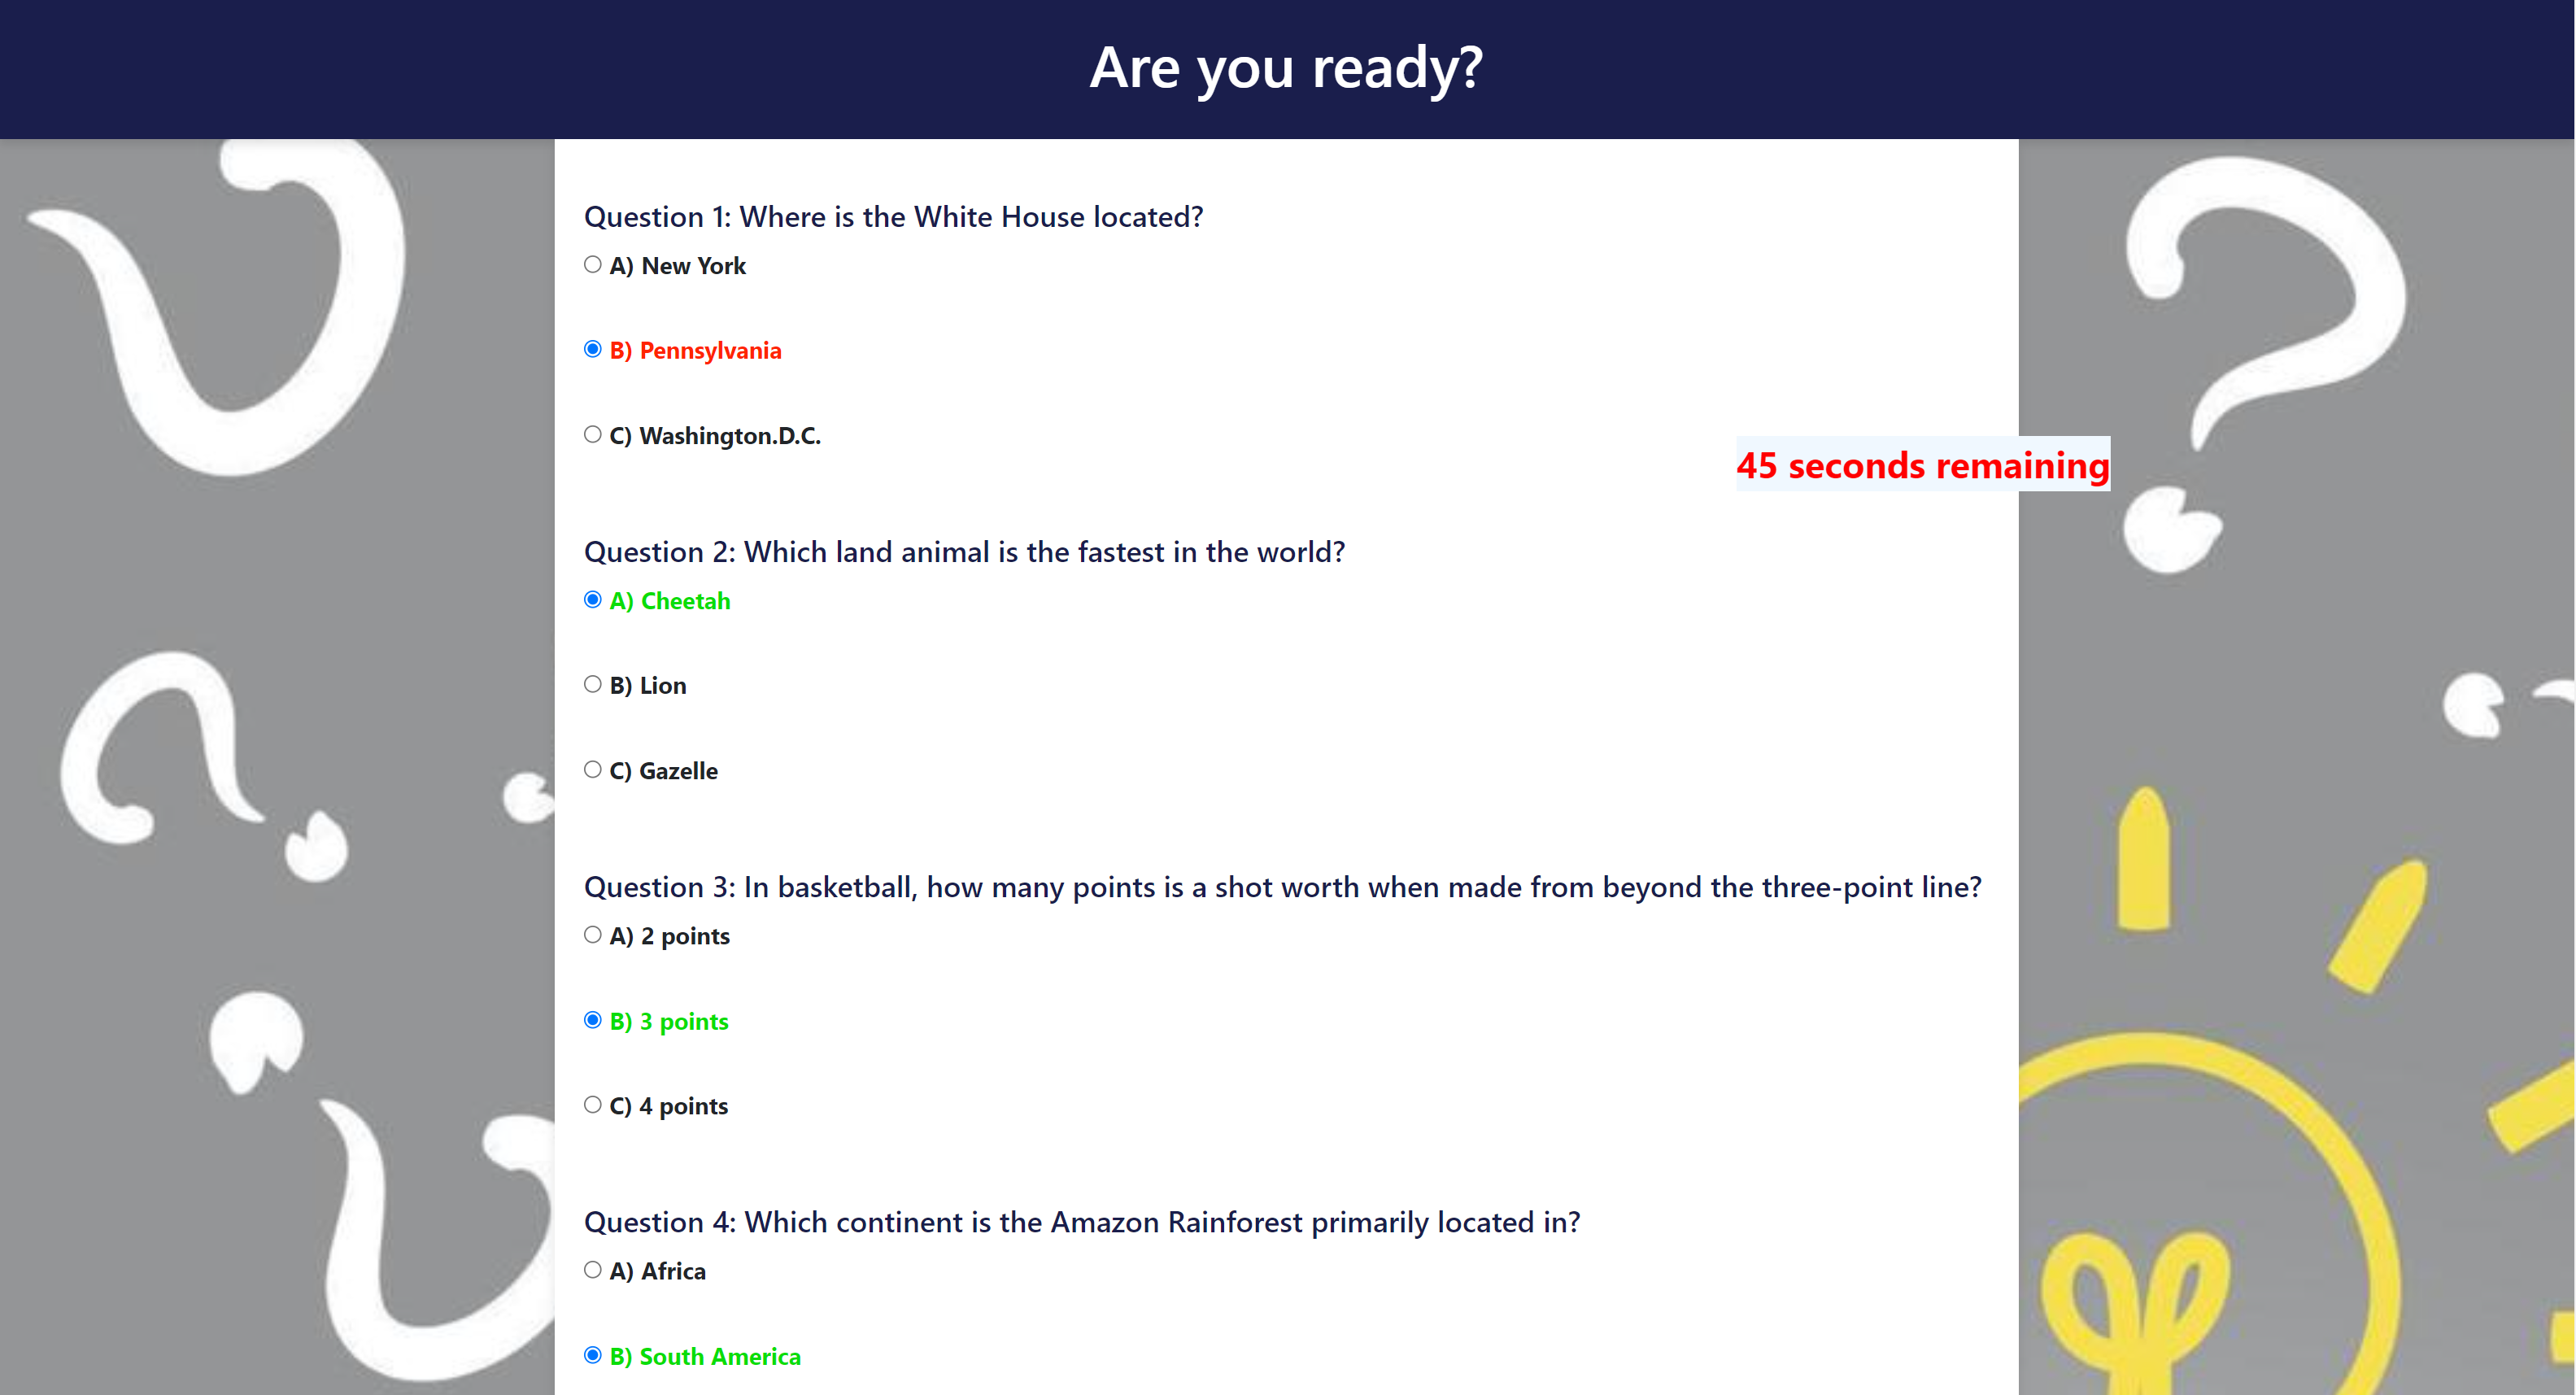 Are you ready?
Question 1: Where is the White House located?
A) New York
B) Pennsylvania
C) Washington.D.C.
45 seconds remaining
Question 2: Which land animal is the fastest in the world?
A) Cheetah
B) Lion
C) Gazelle
Question 3: In basketball, how many points is a shot worth when made from beyond the three-point line?
A) 2 points
B) 3 points
C) 4 points
Question 4: Which continent is the Amazon Rainforest primarily located in?
A) Africa
B) South America